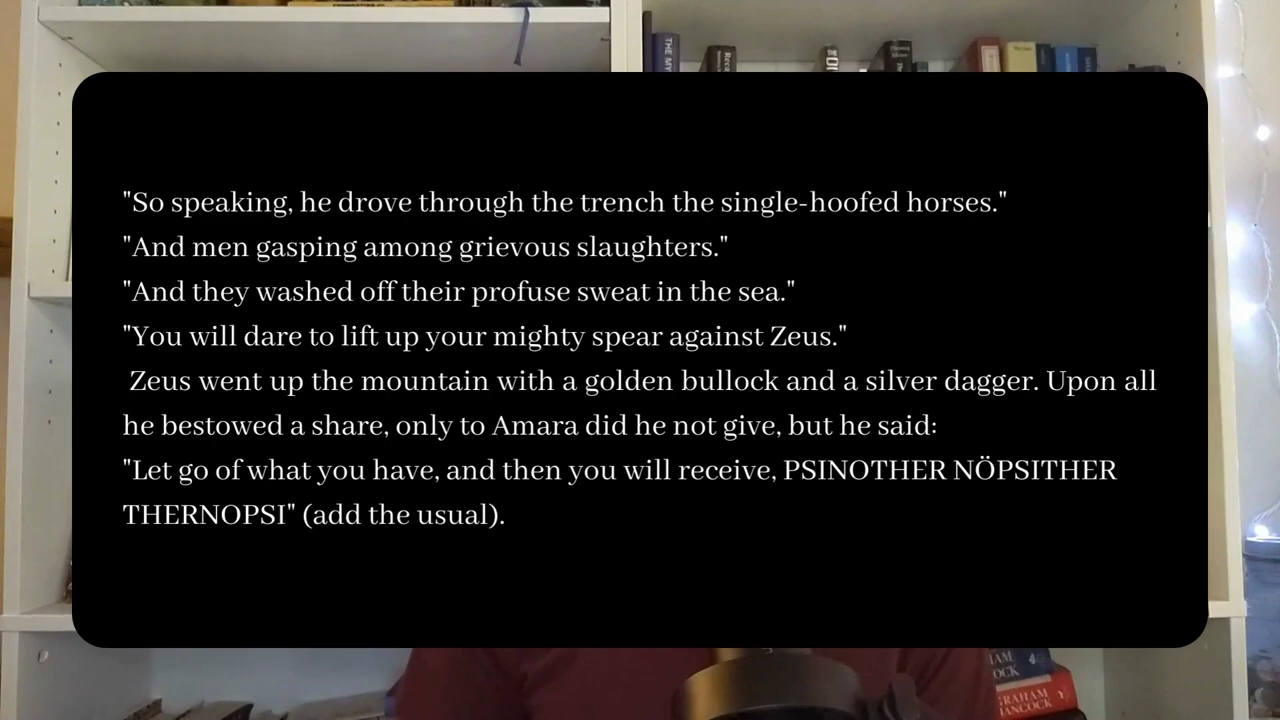 THE MY
"So speaking, he drove through the trench the single-hoofed horses."
"And men gasping among grievous slaughters."
"And they washed off their profuse sweat in the sea."
"You will dare to lift up your mighty spear against Zeus."
Zeus went up the mountain with a golden bullock and a silver dagger. Upon all
he bestowed a share, only to Amara did he not give, but he said:
"Let go of what you have, and then you will receive, PSINOTHER NÖPSITHER
THERNOPSI" (add the usual).
GRAHAM
HANCOCK